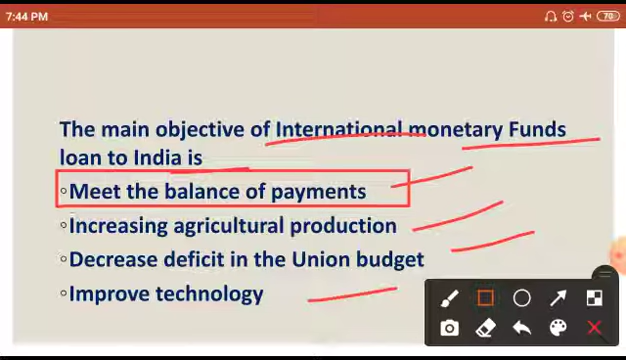 7:44 PM
70
The main objective of International monetary Funds
loan to India is
◦Meet the balance of payments
◦Increasing agricultural production
◦Decrease deficit in the Union budget
◦Improve technology